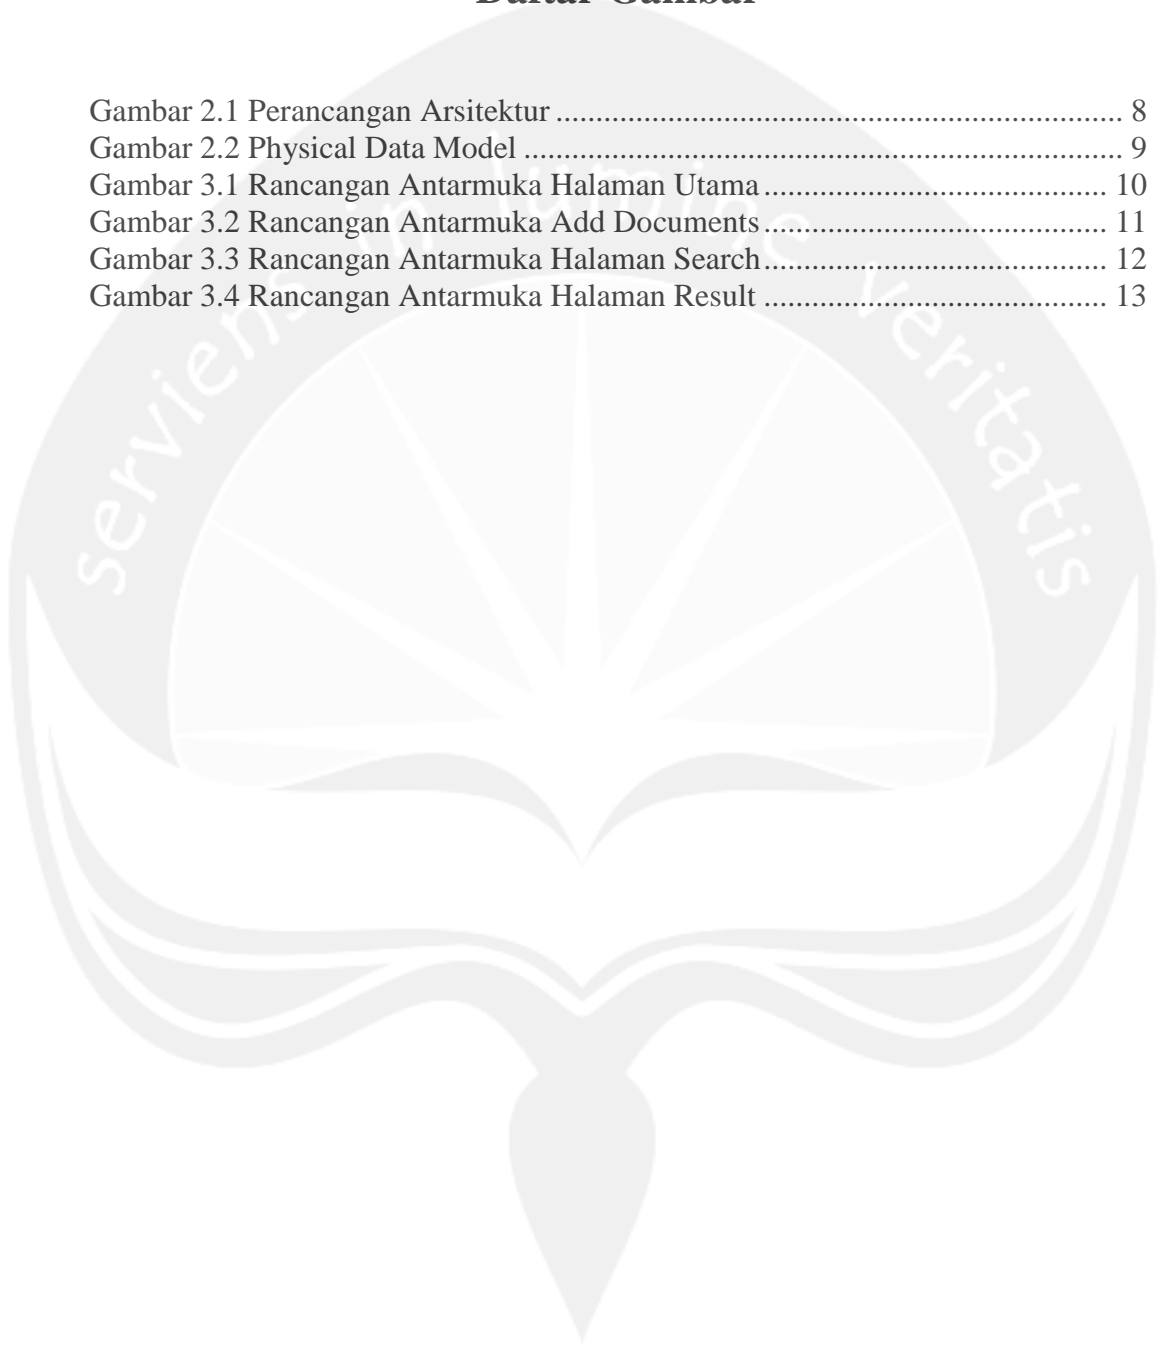 Daftar Gambar
Gambar 2.1 Perancangan Arsitektur ........................................................................ 8
Gambar 2.2 Physical Data Model ............................................................................ 9
Gambar 3.1 Rancangan Antarmuka Halaman Utama ........................................... 10
Gambar 3.2 Rancangan Antarmuka Add Documents ........................................... 11
Gambar 3.3 Rancangan Antarmuka Halaman Search ........................................... 12
Gambar 3.4 Rancangan Antarmuka Halaman Result ........................................... 13
serviens in lumine veritatis